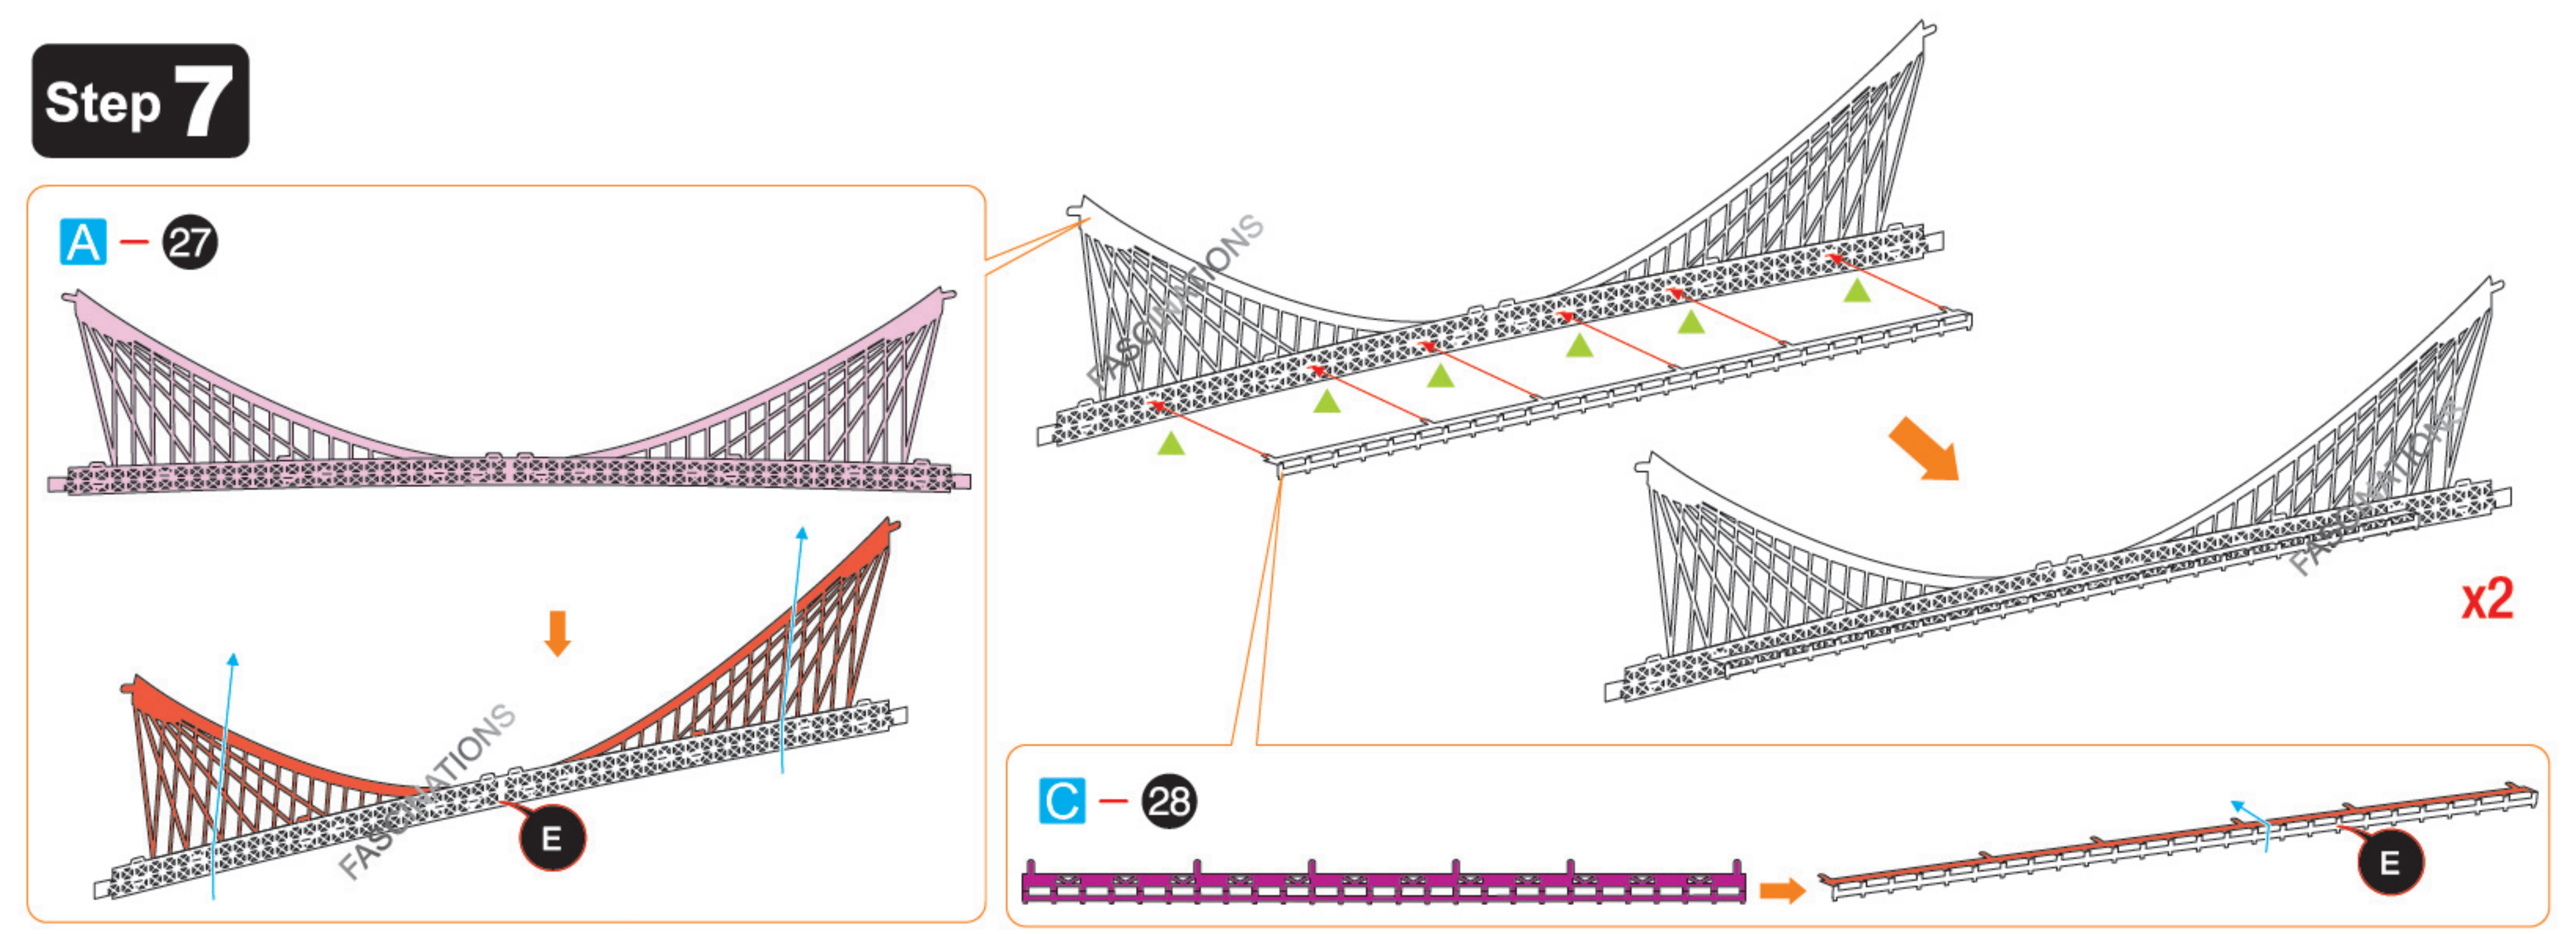 Step 7
A - 27
FASCINATIONS
E
FASCINATIONS
FASCINATIONS
x2
C - 28
E